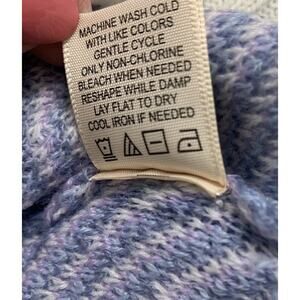 MACHINE WASH COLD
WITH LIKE COLORS
GENTLE CYCLE
ONLY NON-CHLORINE
BLEACH WHEN NEEDED
RESHAPE WHILE DAMP
LAY FLAT TO DRY
COOL IRON IF NEEDED